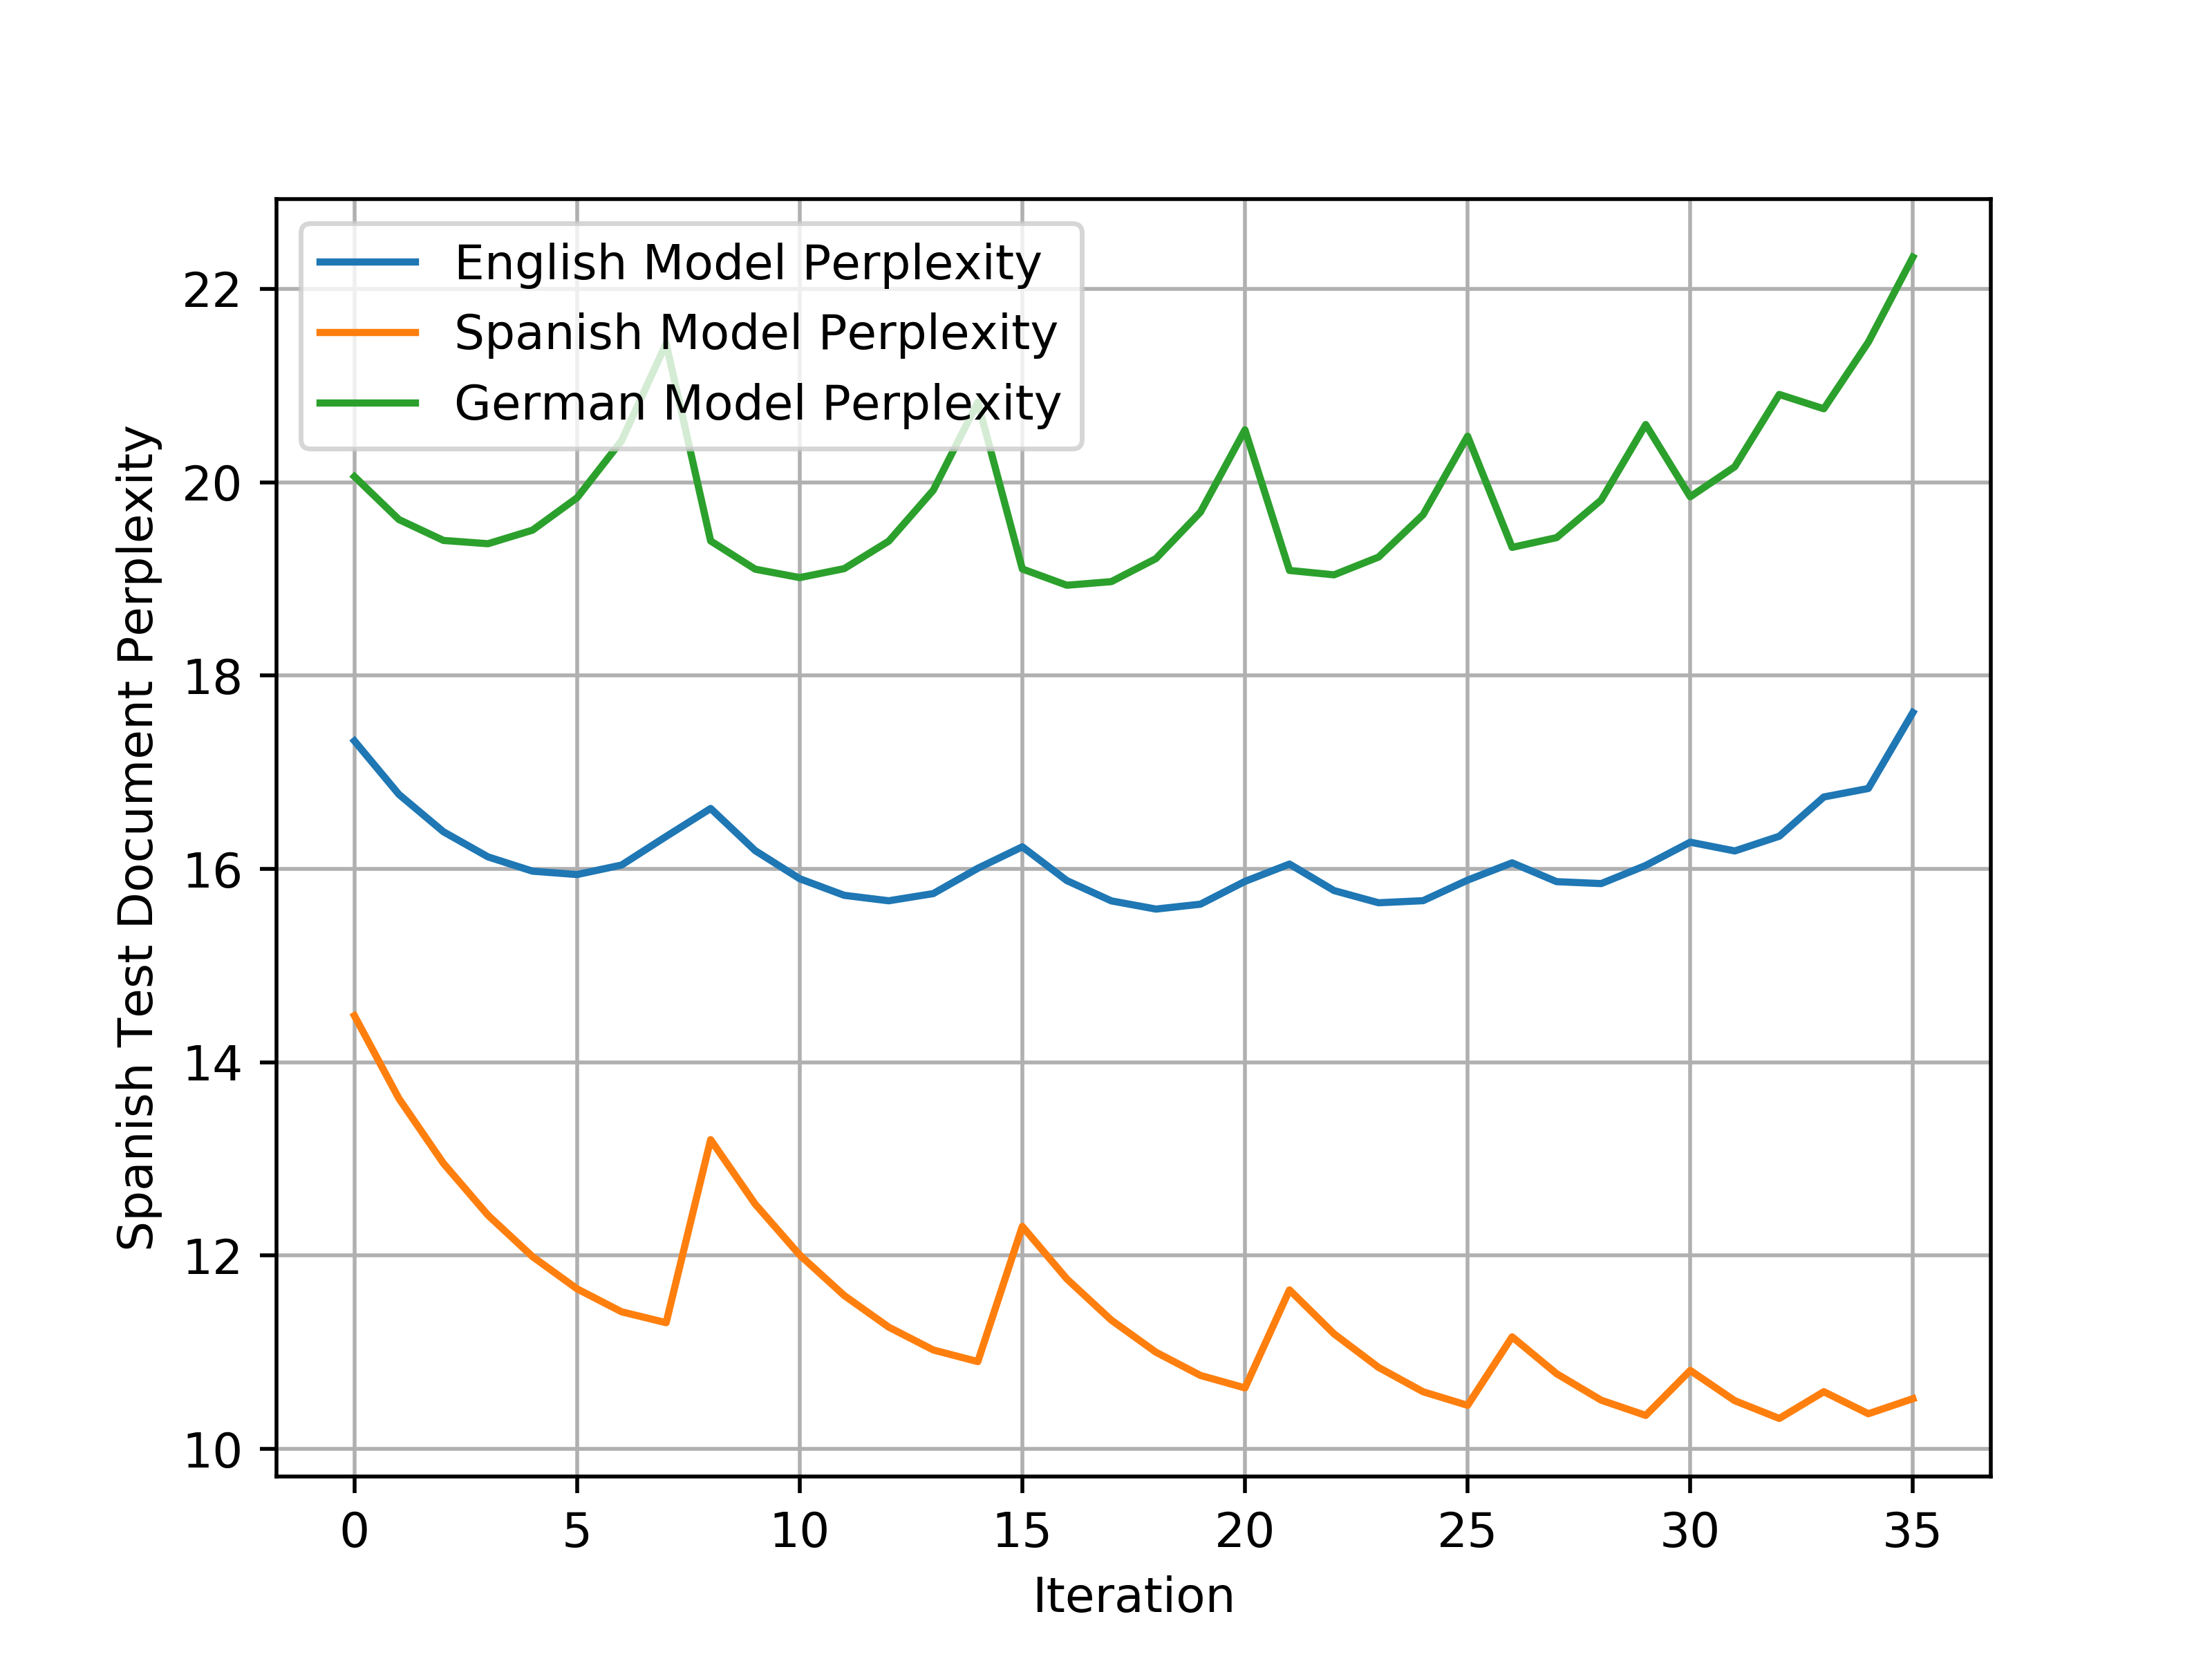 English Model Perplexity
Spanish Model Perplexity
German Model Perplexity
Spanish Test Document Perplexity
22
20
18
16
14
12
10
0 5 10 15 20 25 30 35
Iteration